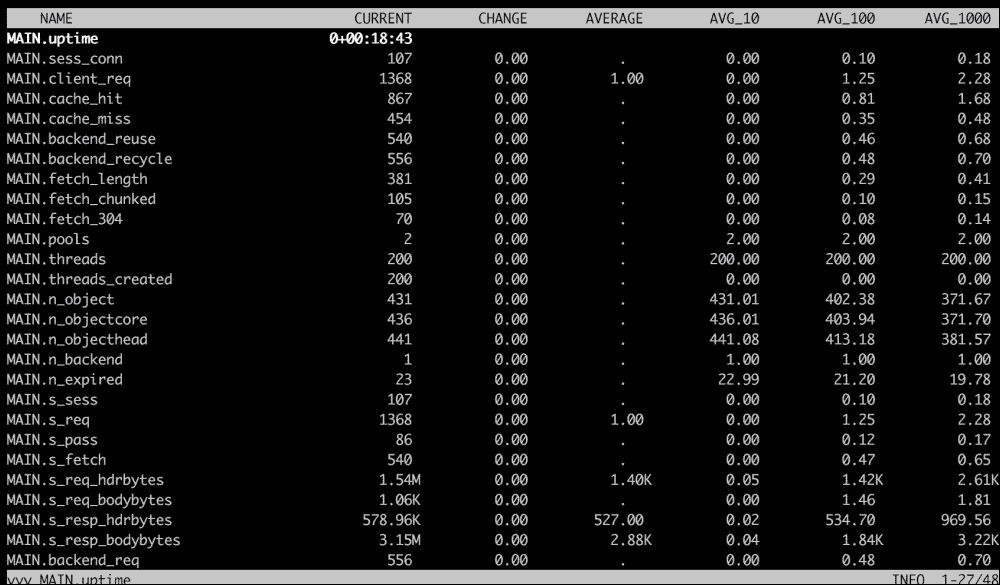 NAME CURRENT CHANGE AVERAGE AVG_10 AVG_100 AVG_1000
MAIN.uptime 0+00:18:43
MAIN.sess_conn 107 0.00 . 0.00 0.10 0.18
MAIN.client_req 1368 0.00 1.00 0.00 1.25 2.28
MAIN.cache_hit 867 0.00 . 0.00 0.81 1.68
MAIN.cache_miss 454 0.00 . 0.00 0.35 0.48
MAIN.backend_reuse 540 0.00 . 0.00 0.46 0.68
MAIN.backend_recycle 556 0.00 . 0.00 0.48 0.70
MAIN.fetch_length 381 0.00 . 0.00 0.29 0.41
MAIN.fetch_chunked 105 0.00 . 0.00 0.10 0.15
MAIN.fetch_304 70 0.00 . 0.00 0.08 0.14
MAIN.pools 2 0.00 . 2.00 2.00 2.00
MAIN.threads 200 0.00 . 200.00 200.00 200.00
MAIN.threads_created 200 0.00 . 0.00 0.00 0.00
MAIN.n_object 431 0.00 . 431.01 402.38 371.67
MAIN.n_objectcore 436 0.00 . 436.01 403.94 371.70
MAIN.n_objecthead 441 0.00 . 441.08 413.18 381.57
MAIN.n_backend 1 0.00 . 1.00 1.00 1.00
MAIN.n_expired 23 0.00 . 22.99 21.20 19.78
MAIN.s_sess 107 0.00 . 0.00 0.10 0.18
MAIN.s_req 1368 0.00 1.00 0.00 1.25 2.28
MAIN.s_pass 86 0.00 . 0.00 0.12 0.17
MAIN.s_fetch 540 0.00 . 0.00 0.47 0.65
MAIN.s_req_hdrbytes 1.54M 0.00 1.40K 0.05 1.42K 2.61K
MAIN.s_req_bodybytes 1.06K 0.00 . 0.00 1.46 1.81
MAIN.s_resp_hdrbytes 578.96K 0.00 527.00 0.02 534.70 969.56
MAIN.s_resp_bodybytes 3.15M 0.00 2.88K 0.04 1.84K 3.22K
MAIN.backend_req 556 0.00 . 0.00 0.48 0.70
vvv MAIN.uptime INFO 1-27/48